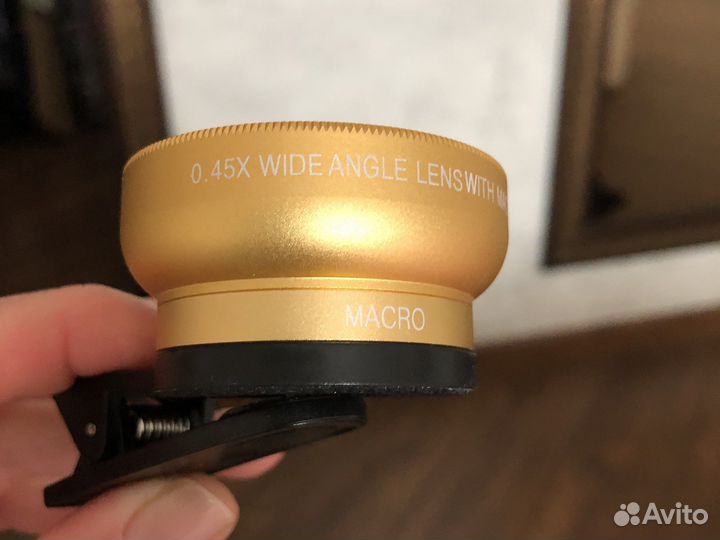 0.45X WIDE ANGLE LENS WITH
MACRO
Avito